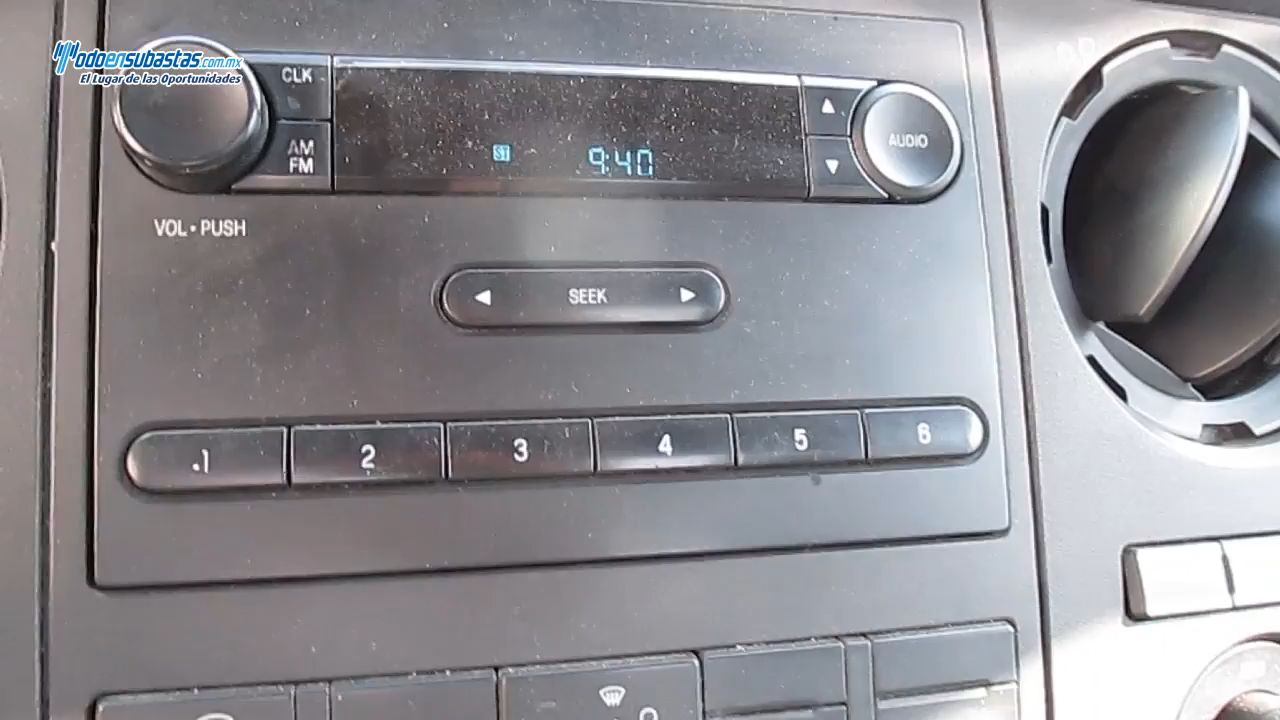 Todoensubastas.com.mx
El Lugar de las Oportunidades
CLK
AM
FM
ST
9:40
AUDIO
VOL • PUSH
SEEK
1 2 3 4 5 6